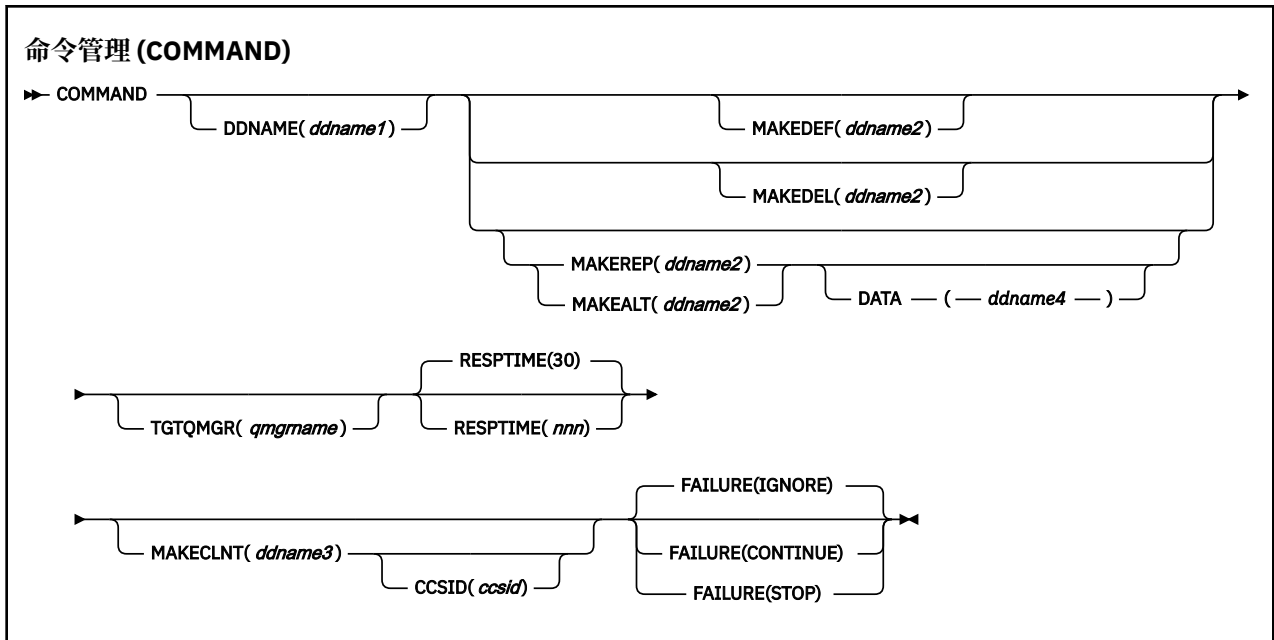 命令管理 (COMMAND)
COMMAND
DDNAME( ddname1 )
MAKEDEF( ddname2 )
MAKEDEL( ddname2 )
MAKEREP( ddname2 )
MAKEALT( ddname2 )
DATA ( ddname4 )
RESPTIME(30)
TGTQMGR( qmgrname )
RESPTIME( nnn)
FAILURE(IGNORE)
MAKECLNT( ddname3 )
FAILURE(CONTINUE)
CCSID( ccsid)
FAILURE(STOP)